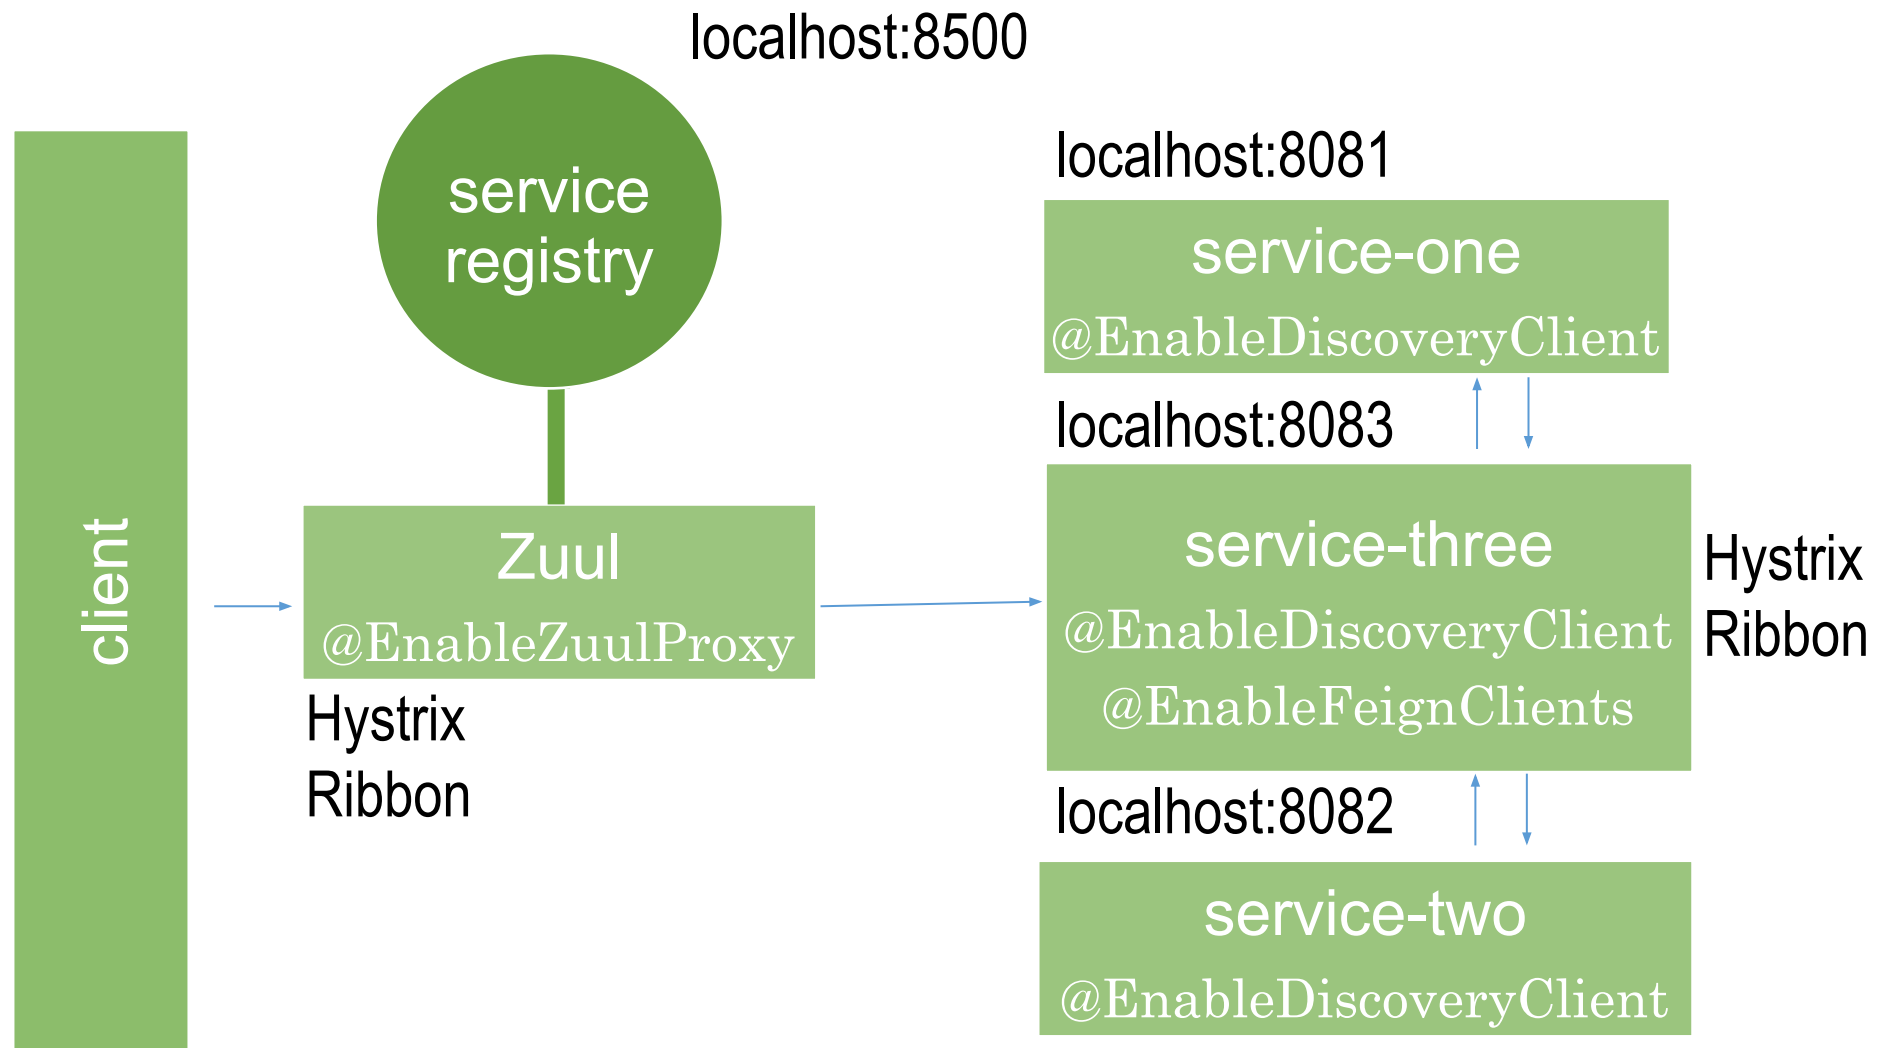 localhost:8500
service
registry
client
Zuul
@EnableZuulProxy
Hystrix
Ribbon
localhost:8081
service-one
@EnableDiscoveryClient
localhost:8083
service-three
@EnableDiscoveryClient
@EnableFeignClients
Hystrix
Ribbon
localhost:8082
service-two
@EnableDiscoveryClient